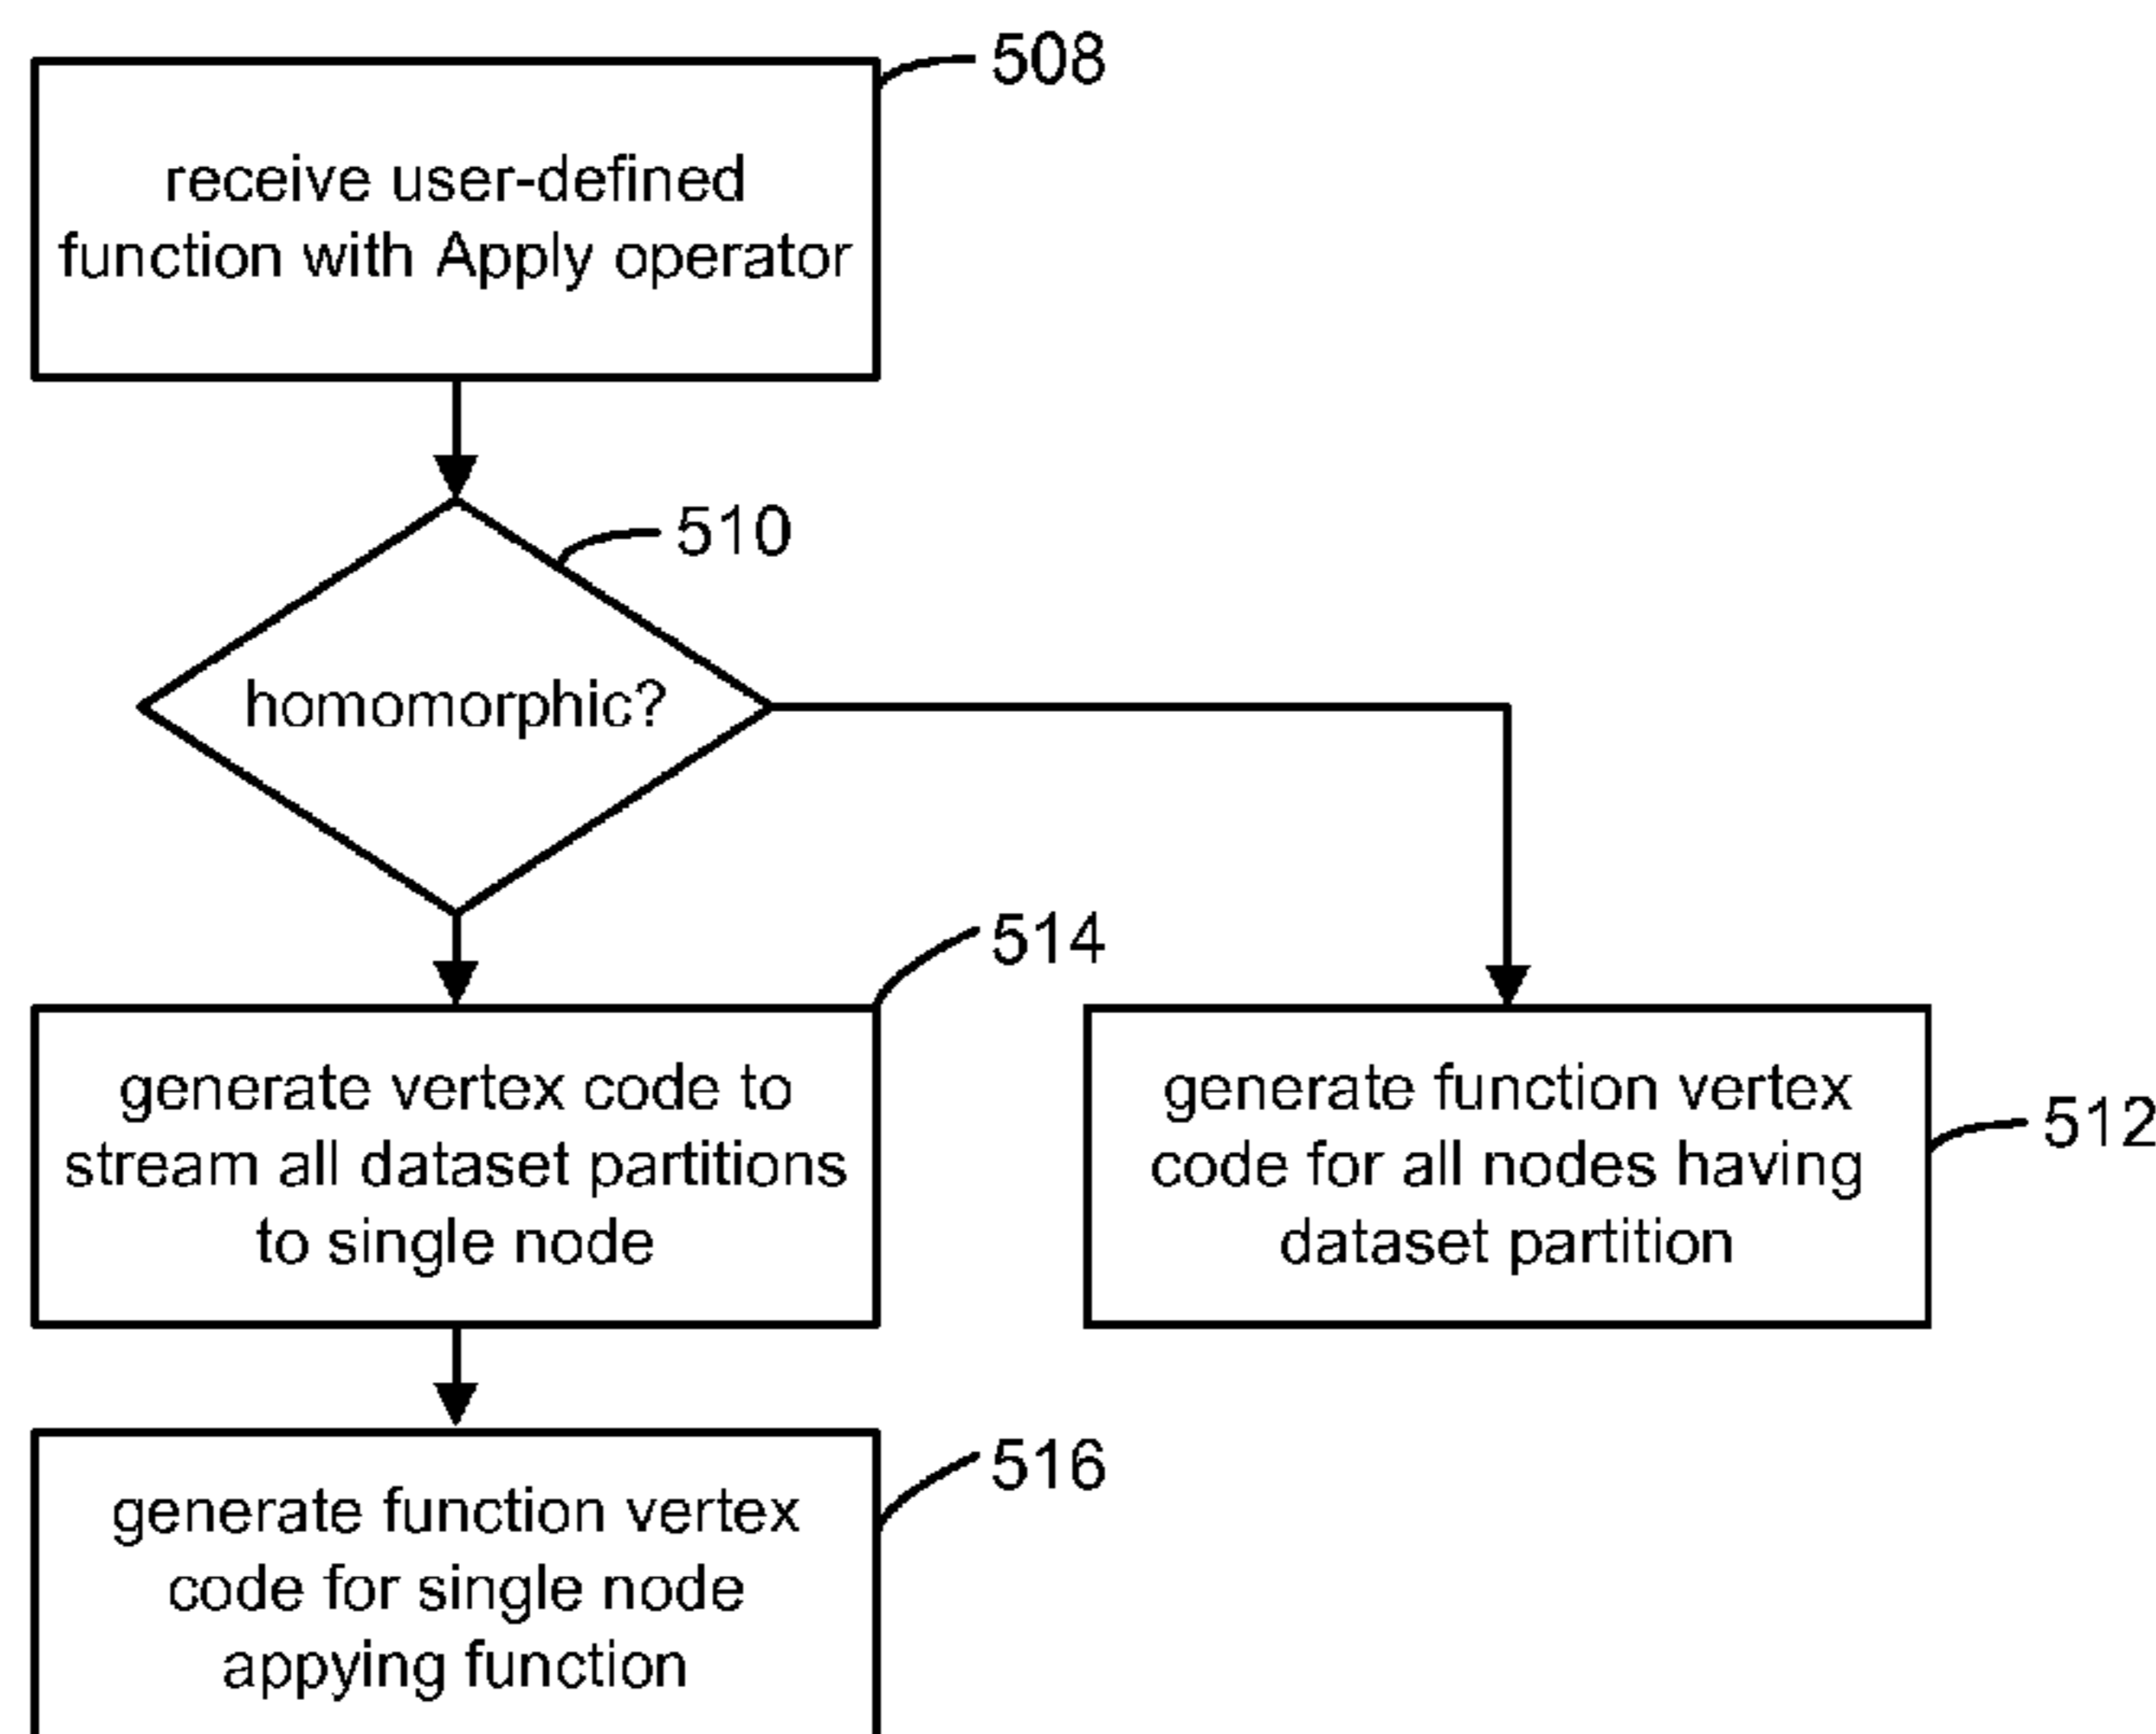 508
receive user-defined
function with Apply operator
510
homomorphic?
514
generate vertex code to
stream all dataset partitions
to single node
generate function vertex
code for all nodes having
dataset partition
512
516
generate function vertex
code for single node
appying function